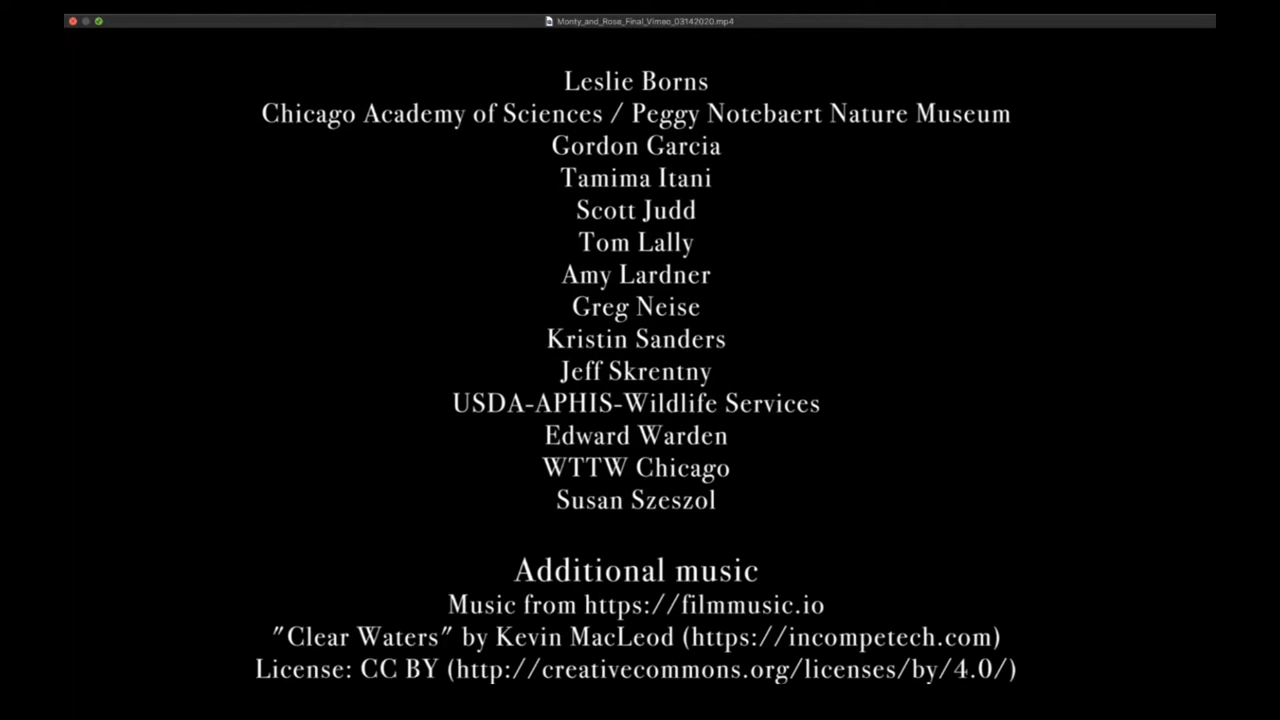 Monty_and_Rose_Final_Vimeo_03142020.mp4
Leslie Borns
Chicago Academy of Sciences / Peggy Notebaert Nature Museum
Gordon Garcia
Tamima Itani
Scott Judd
Tom Lally
Amy Lardner
Greg Neise
Kristin Sanders
Jeff Skrentny
USDA-APHIS-Wildlife Services
Edward Warden
WTTW Chicago
Susan Szeszol
Additional music
Music from https://filmmusic.io
"Clear Waters" by Kevin MacLeod (https://incompetech.com)
License: CC BY (http://creativecommons.org/licenses/by/4.0/)